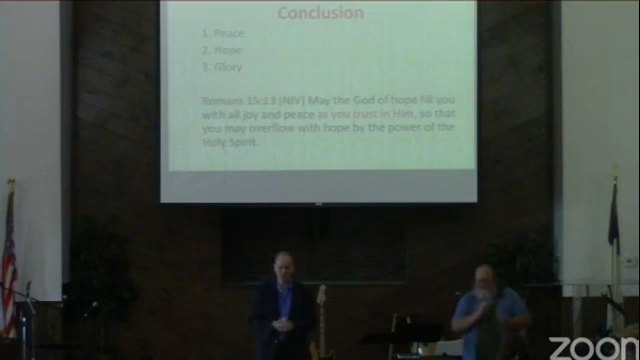 Conclusion
1. Peace
2. Hope
3. Glory
Romans 15:13 (NIV) May the God of hope fill you
with all joy and peace as you trust in Him, so that
you may overflow with hope by the power of the
Holy Spirit.
zoom